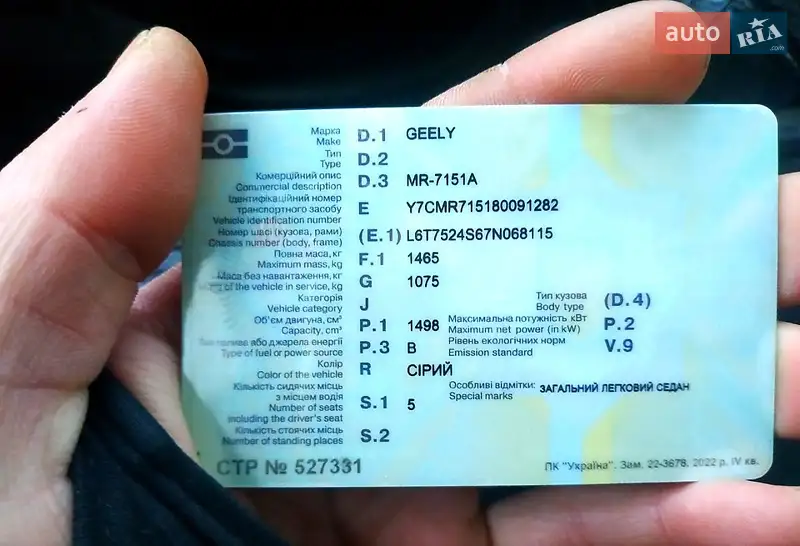 auto RIA.com
Марка D.1 GEELY
Make
Тип D.2
Type
Комерційний опис D.3 MR-7151A
Commercial description
Ідентифікаційний номер
транспортного засобу E Y7CMR715180091282
Vehicle identification number
Номер шасі (кузова, рами) (E.1) L6T7524S67N068115
Chassis number (body, frame)
Повна маса, кг F.1 1465
Maximum mass, kg
Маса без навантаження, кг G 1075
of the vehicle in service, kg
Категорія J Тип кузова (D.4)
Vehicle category Body type
Об'єм двигуна, см³ P.1 1498 Максимальна потужність кВт P.2
Capacity, cm³ Maximum net power (in kW)
або джерела енергії P.3 B Рівень екологічних норм V.9
Type of fuel or power source Emission standard
Колір R СІРИЙ
Color of the vehicle
Кількість сидячих місць Особливі відмітки: ЗАГАЛЬНИЙ ЛЕГКОВИЙ СЕДАН
з місцем водія S.1 5 Special marks
Number of seats
including the driver's seat
Кількість стоячих місць S.2
Number of standing places
СТР № 527331
ПК "Україна". Зам. 22-3678. 2022 р. IV кв.